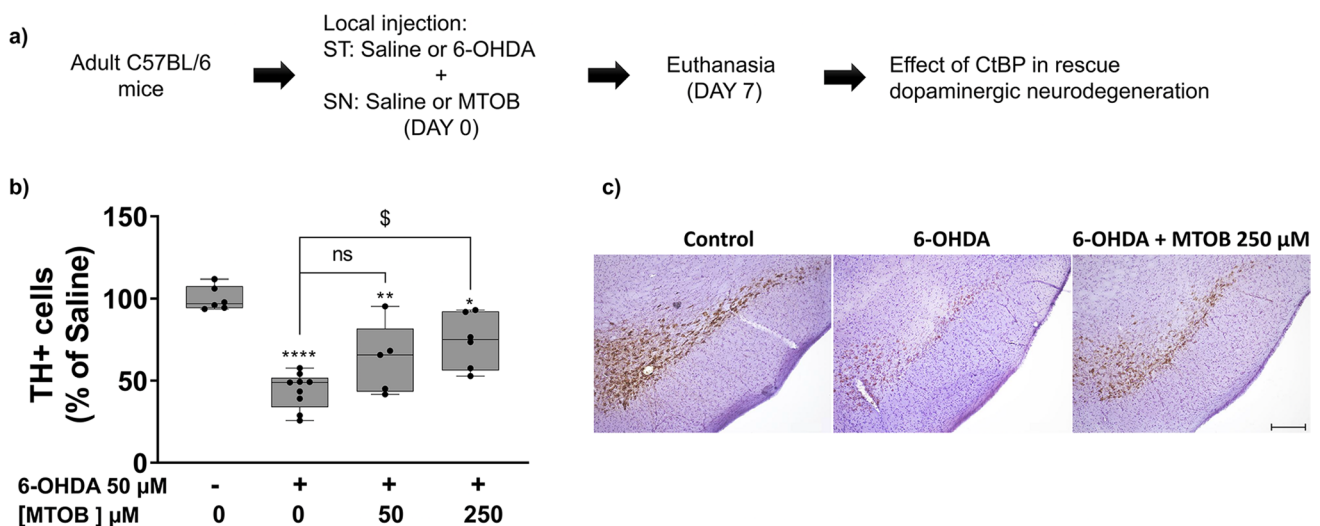 a)
Adult C57BL/6
mice
Local injection:
ST: Saline or 6-OHDA
+
SN: Saline or MTOB
(DAY 0)
Euthanasia
(DAY 7)
Effect of CtBP in rescue
dopaminergic neurodegeneration
b)
TH+ cells
(% of Saline)
150
100
50
0
$
ns
****
**
*
6-OHDA 50 µM - + + +
[MTOB ] µM 0 0 50 250
c)
Control
6-OHDA
6-OHDA + MTOB 250 µM